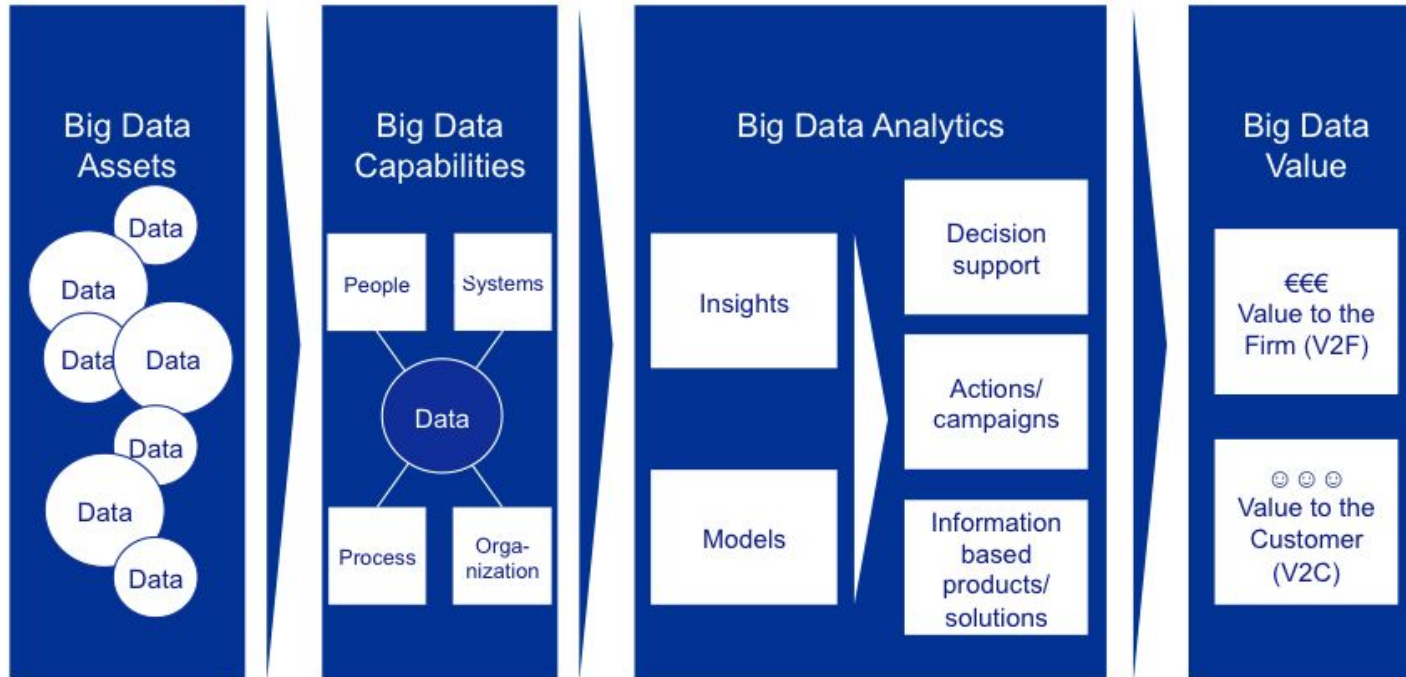 Big Data
Assets
Data
Data
Data
Data
Data
Data
Data
Big Data
Capabilities
People
Systems
Data
Process
Orga-
nization
Big Data Analytics
Insights
Models
Decision
support
Actions/
campaigns
Information
based
products/
solutions
Big Data
Value
€€€
Value to the
Firm (V2F)
☺☺☺
Value to the
Customer
(V2C)